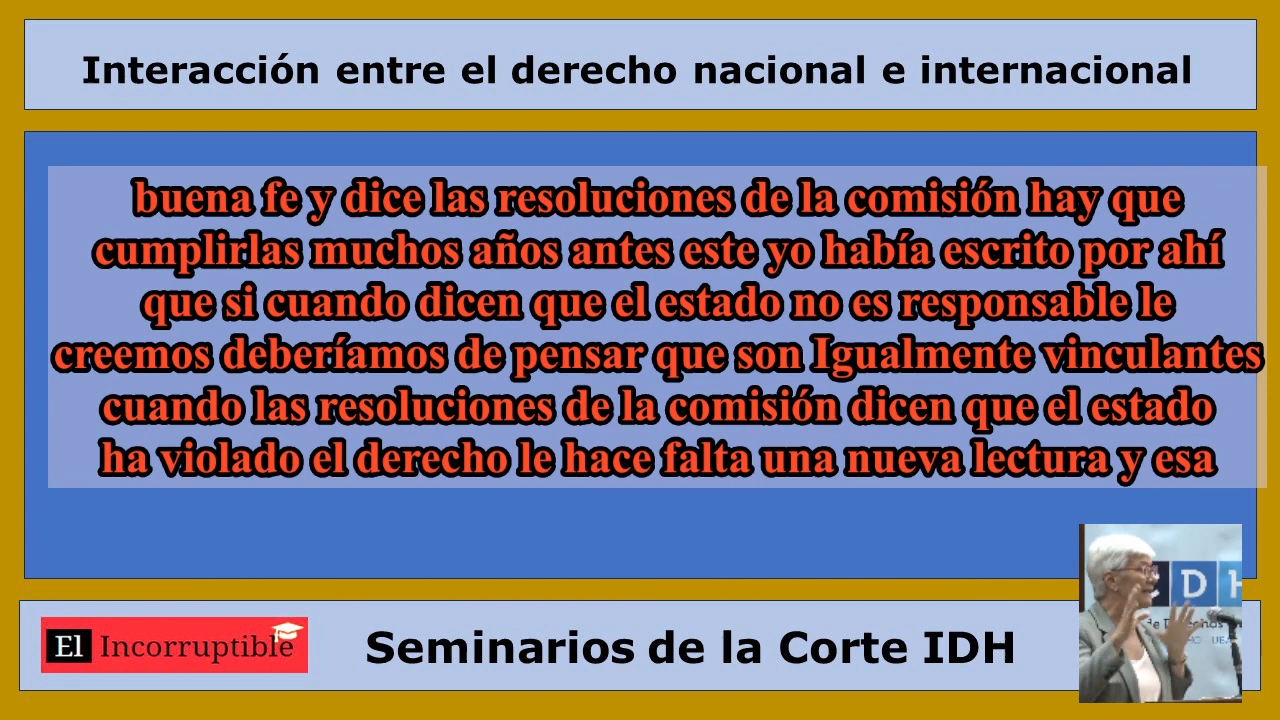 Interacción entre el derecho nacional e internacional
buena fe y dice las resoluciones de la comisión hay que
cumplirlas muchos años antes este yo había escrito por ahí
que si cuando dicen que el estado no es responsable le
creemos deberíamos de pensar que son Igualmente vinculantes
cuando las resoluciones de la comisión dicen que el estado
ha violado el derecho le hace falta una nueva lectura y esa
El Incorruptible
Seminarios de la Corte IDH